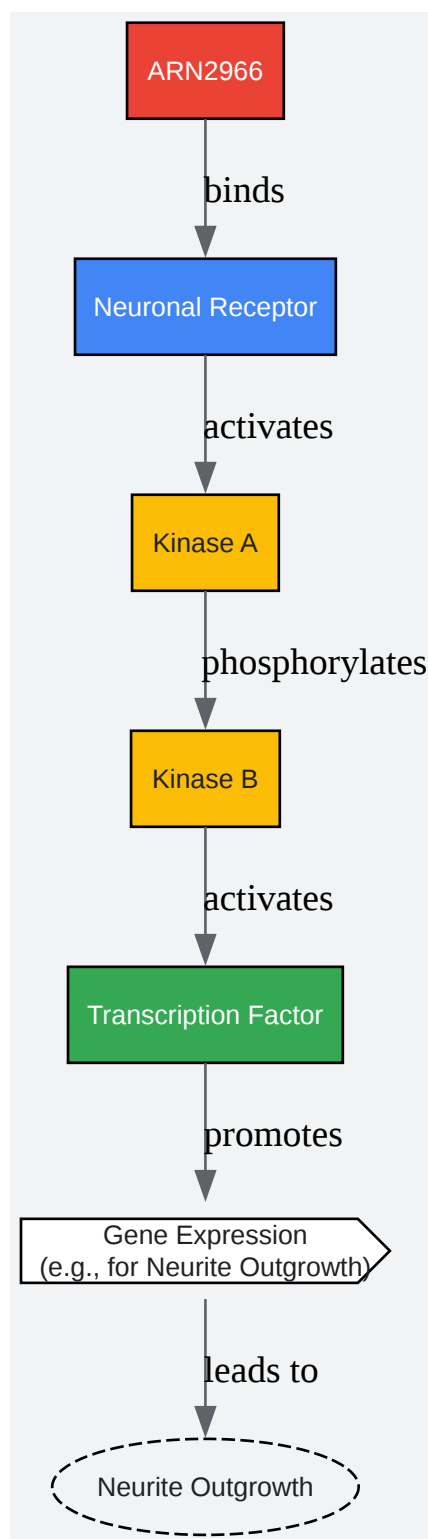 ARN2966
binds
Neuronal Receptor
activates
Kinase A
phosphorylates
Kinase B
activates
Transcription Factor
promotes
Gene Expression
(e.g., for Neurite Outgrowth)
leads to
Neurite Outgrowth